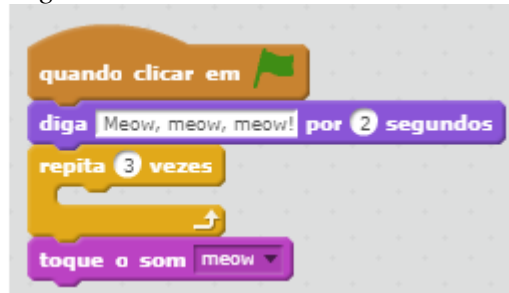 quando clicar em
diga Meow, meow, meow! por 2 segundos
repita 3 vezes
toque o som meow